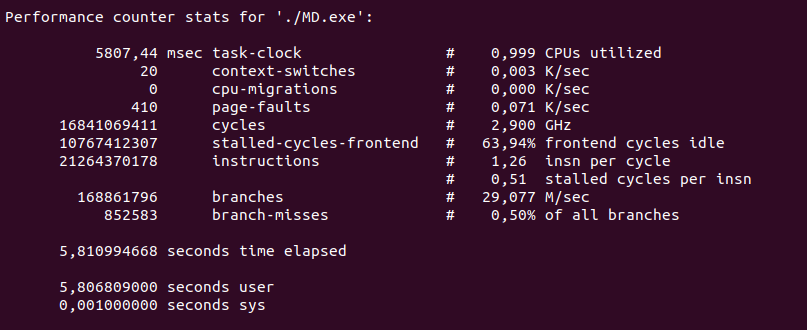 Performance counter stats for './MD.exe':
5807,44 msec task-clock # 0,999 CPUs utilized
20 context-switches # 0,003 K/sec
0 cpu-migrations # 0,000 K/sec
410 page-faults # 0,071 K/sec
16841069411 cycles # 2,900 GHz
10767412307 stalled-cycles-frontend # 63,94% frontend cycles idle
21264370178 instructions # 1,26 insn per cycle
# 0,51 stalled cycles per insn
168861796 branches # 29,077 M/sec
852583 branch-misses # 0,50% of all branches
5,810994668 seconds time elapsed
5,806809000 seconds user
0,001000000 seconds sys